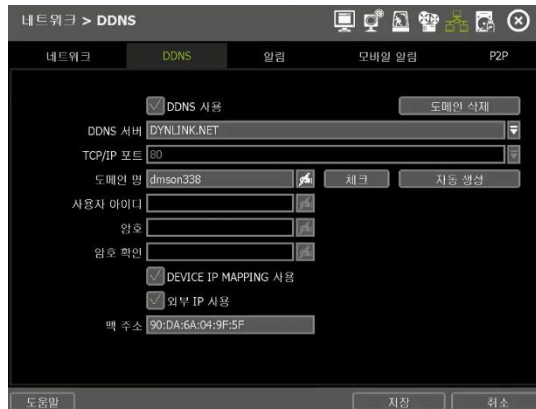 네트워크 > DDNS
네트워크 DDNS 알림 모바일 알림 P2P
DDNS 사용 도메인 삭제
DDNS 서버 DYNLINK.NET
TCP/IP 포트 80
도메인 명 dmson338 체크 자동 생성
사용자 아이디
암호
암호 확인
DEVICE IP MAPPING 사용
외부 IP 사용
맥 주소 90:DA:6A:04:9F:5F
도움말 저장 취소